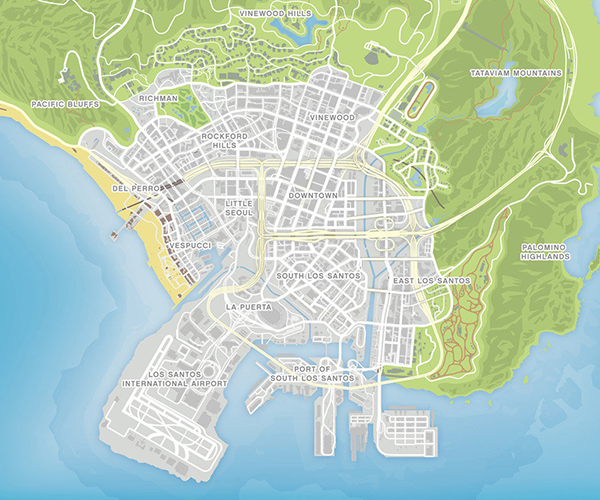 VINEWOOD HILLS
TATAVIAM MOUNTAINS
RICHMAN
PACIFIC BLUFFS
VINEWOOD
ROCKFORD
HILLS
DEL PERRO
DOWNTOWN
LITTLE
SEOUL
VESPUCCI
PALOMINO
HIGHLANDS
SOUTH LOS SANTOS
EAST LOS SANTOS
LA PUERTA
LOS SANTOS
INTERNATIONAL AIRPORT
PORT OF
SOUTH LOS SANTOS